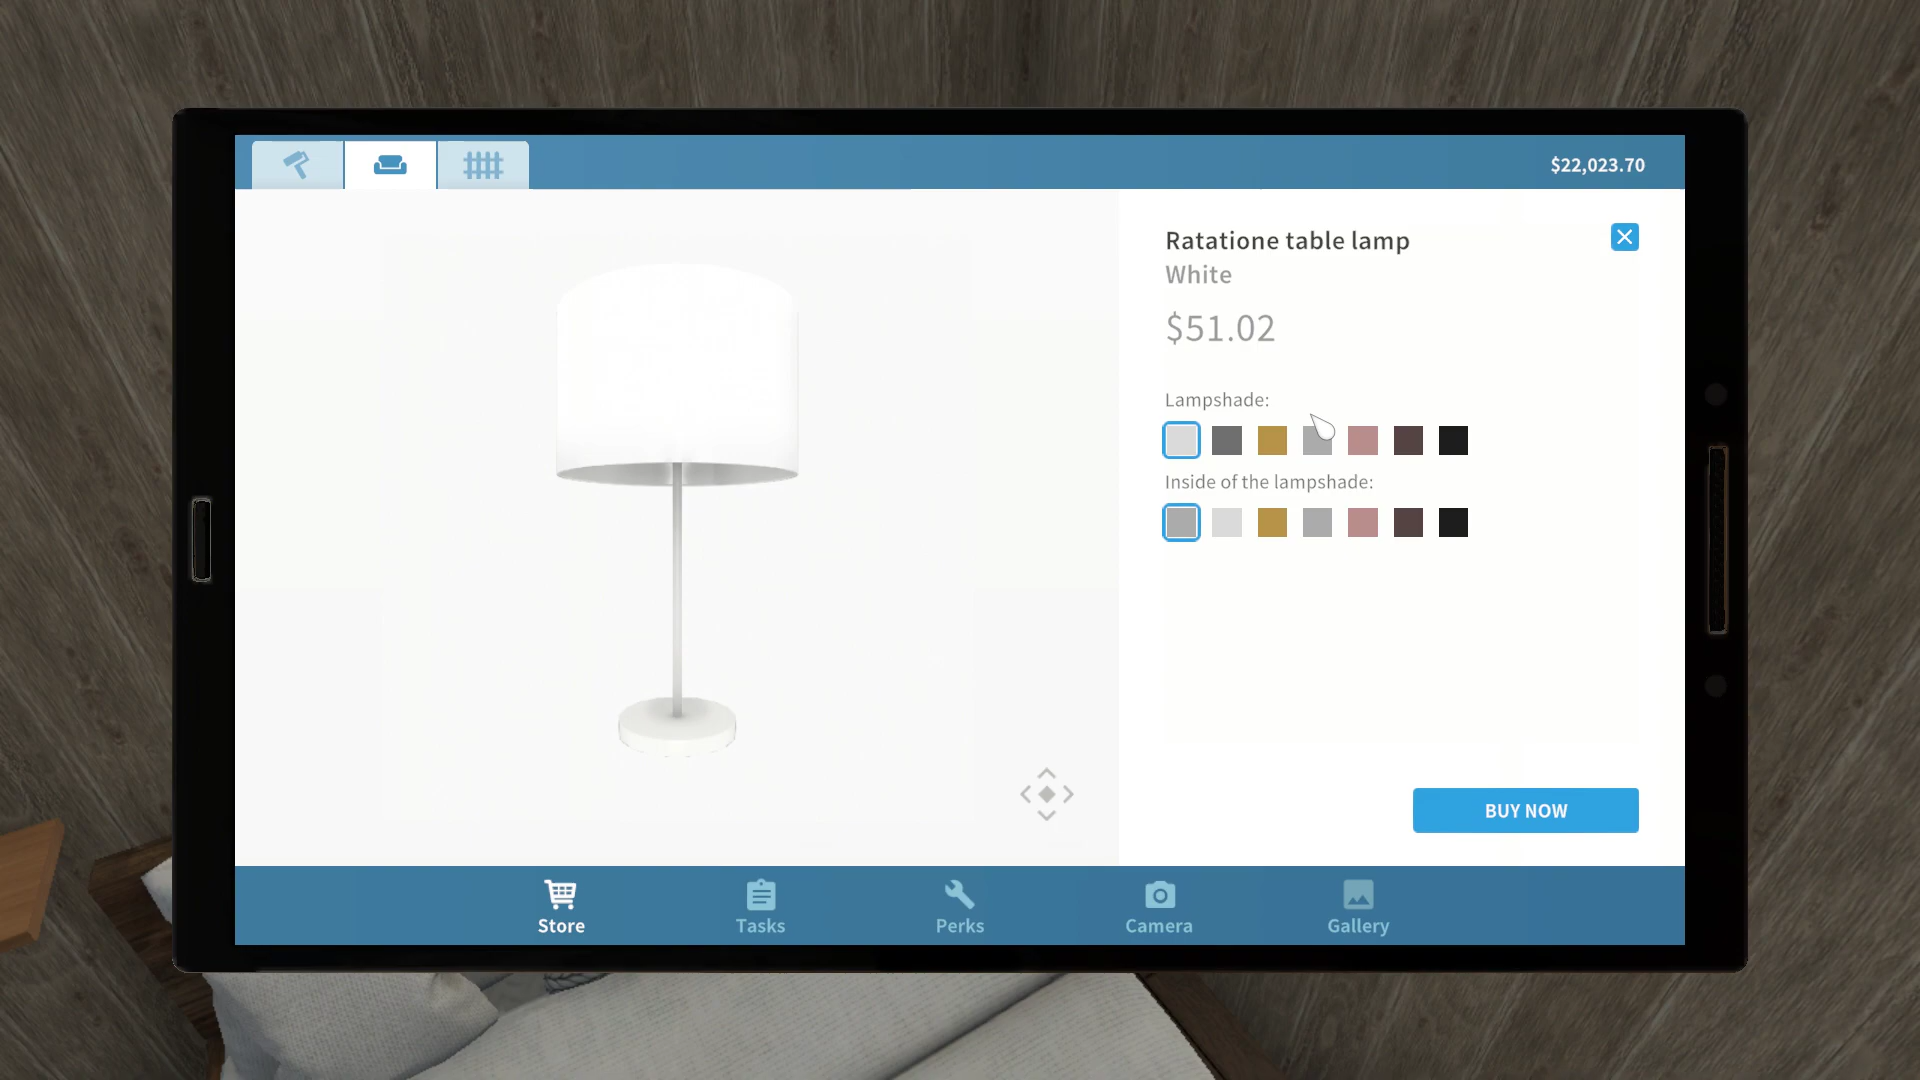 $22,023.70
Ratatione table lamp
White
$51.02
Lampshade:
Inside of the lampshade:
BUY NOW
Store
Tasks
Perks
Camera
Gallery